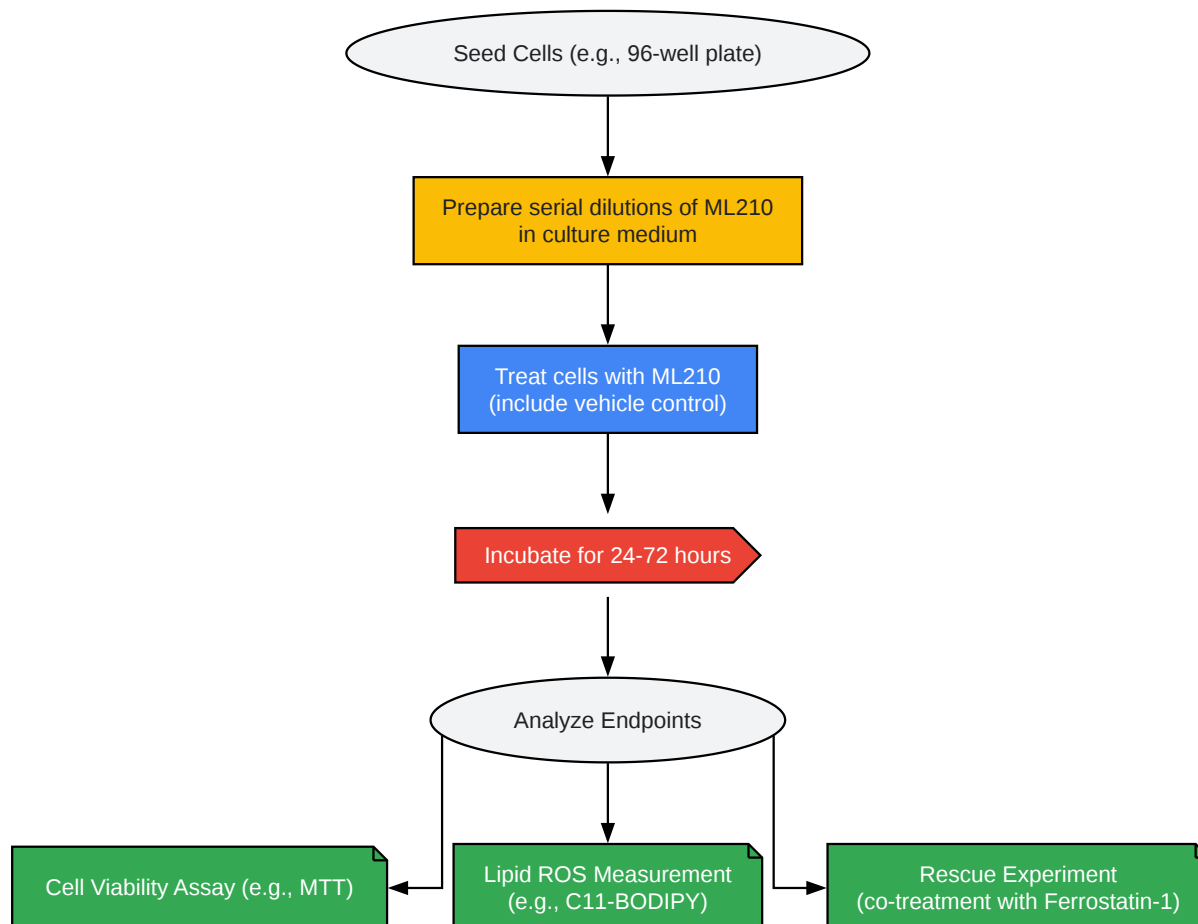 Seed Cells (e.g., 96-well plate)
Prepare serial dilutions of ML210
in culture medium
Treat cells with ML210
(include vehicle control)
Incubate for 24-72 hours
Analyze Endpoints
Cell Viability Assay (e.g., MTT)
Lipid ROS Measurement
(e.g., C11-BODIPY)
Rescue Experiment
(co-treatment with Ferrostatin-1)